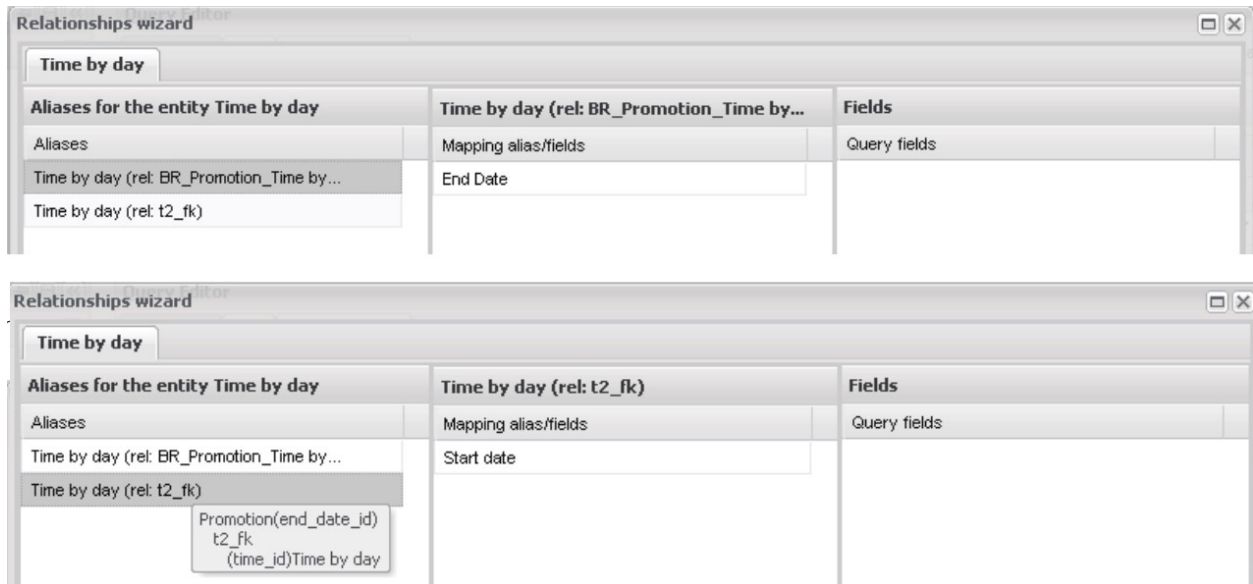 Query Editor
Relationships wizard
Time by day
Aliases for the entity Time by day
Time by day (rel: BR_Promotion_Time by...
Fields
Aliases
Mapping alias/fields
Query fields
Time by day (rel: BR_Promotion_Time by...
End Date
Time by day (rel: t2_fk)
Query Editor
Relationships wizard
Time by day
Aliases for the entity Time by day
Time by day (rel: t2_fk)
Fields
Aliases
Mapping alias/fields
Query fields
Time by day (rel: BR_Promotion_Time by...
Start date
Time by day (rel: t2_fk)
Promotion(end_date_id)
t2_fk
(time_id)Time by day